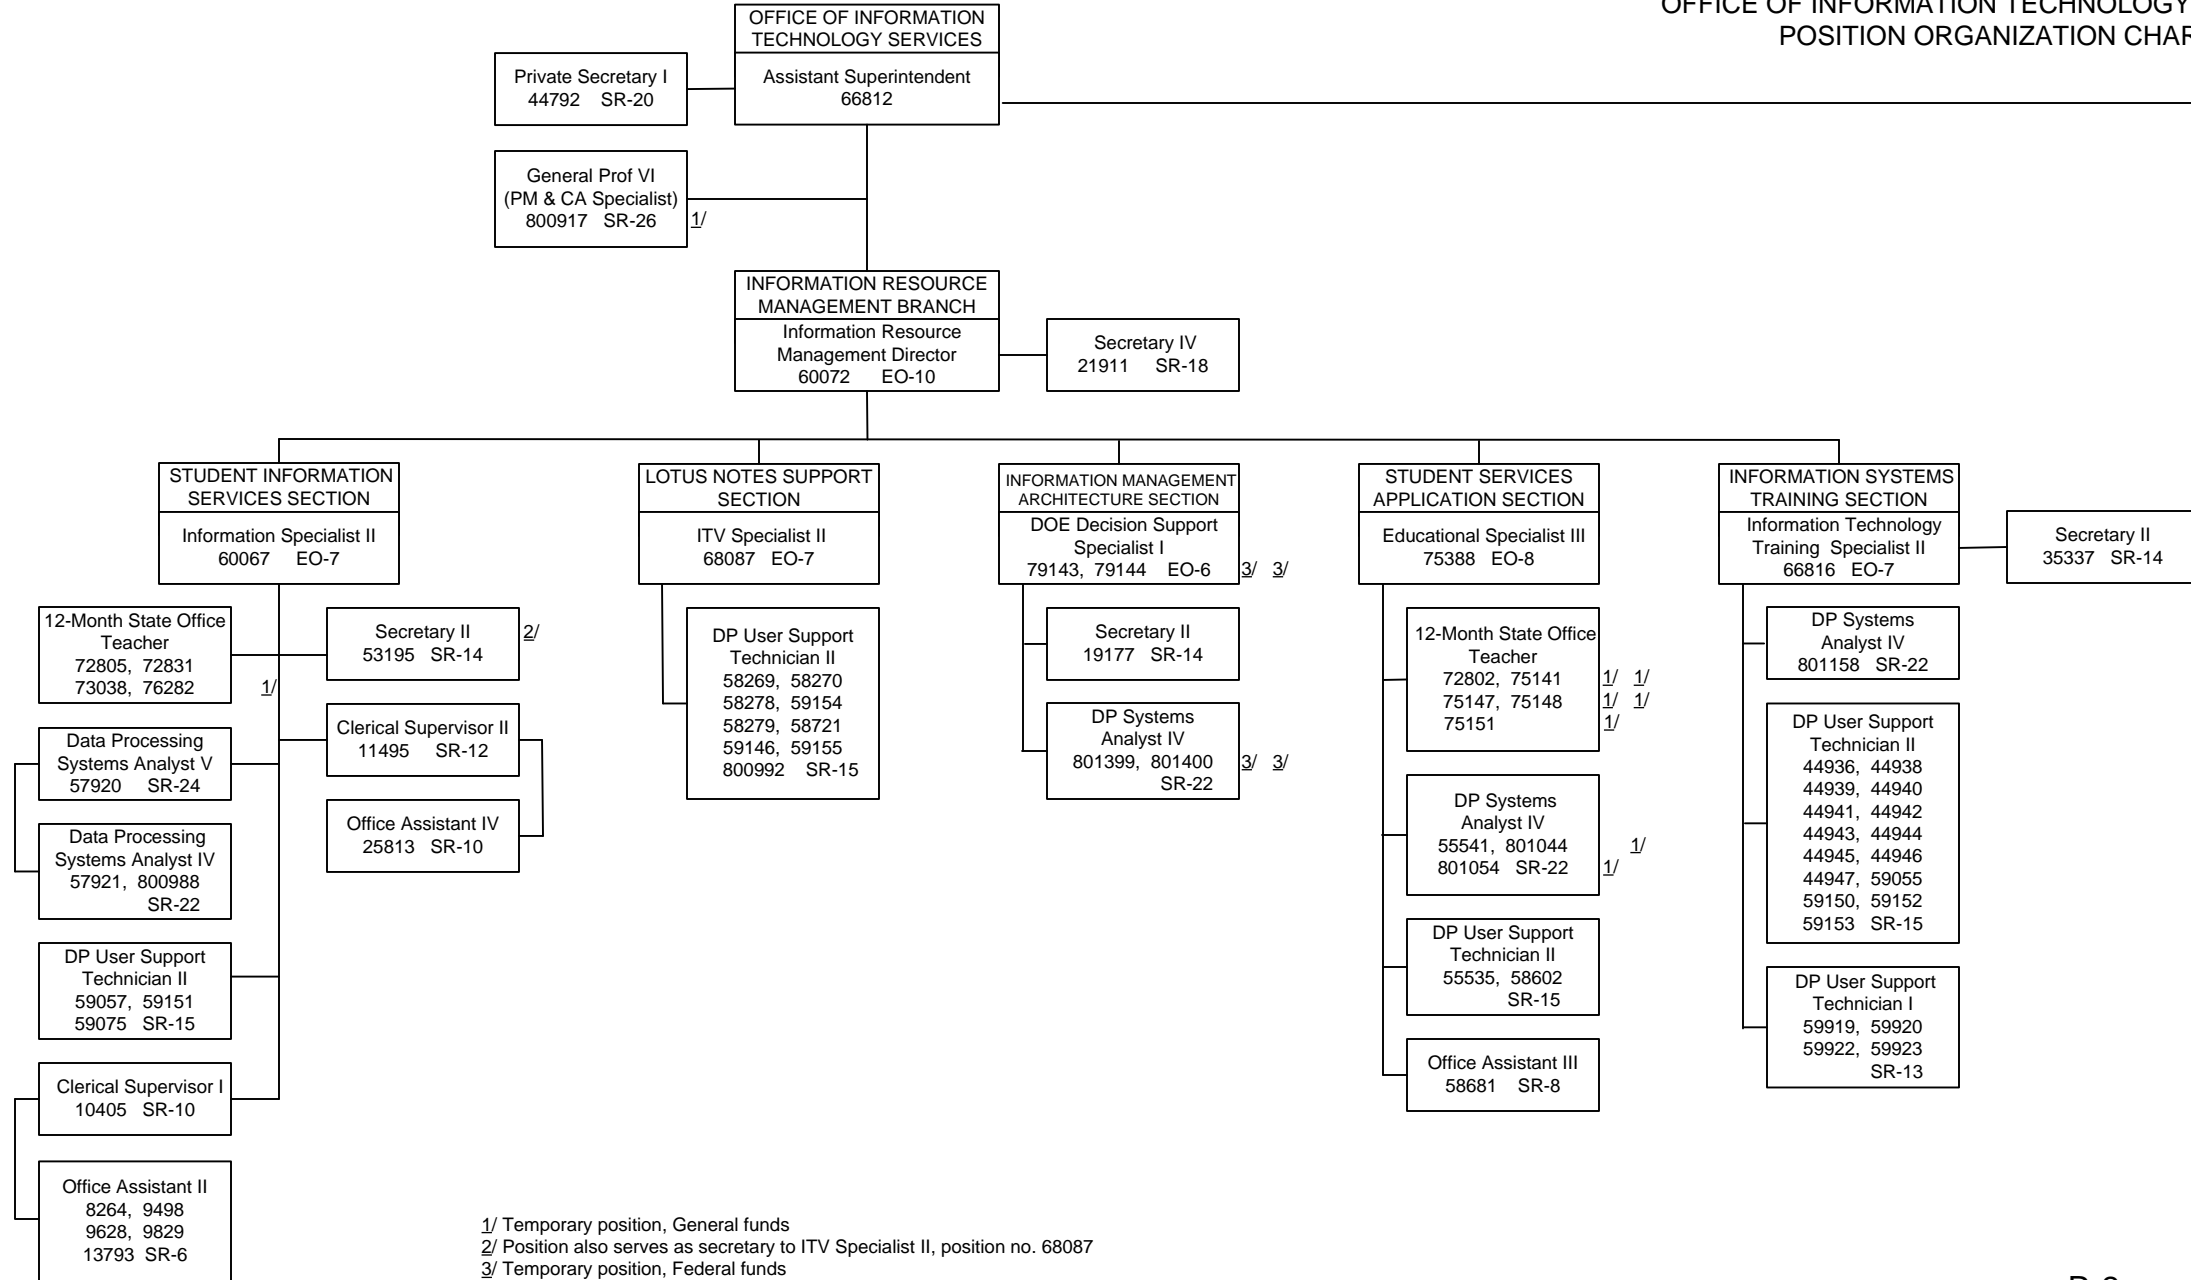 OFFICE OF INFORMATION TECHNOLOGY
POSITION ORGANIZATION CHAR
OFFICE OF INFORMATION
TECHNOLOGY SERVICES
Assistant Superintendent
66812
Private Secretary I
44792 SR-20
General Prof VI
(PM & CA Specialist)
800917 SR-26 1/
INFORMATION RESOURCE
MANAGEMENT BRANCH
Information Resource
Management Director
60072 EO-10
Secretary IV
21911 SR-18
STUDENT INFORMATION
SERVICES SECTION
Information Specialist II
60067 EO-7
12-Month State Office
Teacher
72805, 72831
73038, 76282 1/
Secretary II 2/
53195 SR-14
Data Processing
Systems Analyst V
57920 SR-24
Clerical Supervisor II
11495 SR-12
Data Processing
Systems Analyst IV
57921, 800988
SR-22
Office Assistant IV
25813 SR-10
DP User Support
Technician II
59057, 59151
59075 SR-15
Clerical Supervisor I
10405 SR-10
Office Assistant II
8264, 9498
9628, 9829
13793 SR-6
LOTUS NOTES SUPPORT
SECTION
ITV Specialist II
68087 EO-7
DP User Support
Technician II
58269, 58270
58278, 59154
58279, 58721
59146, 59155
800992 SR-15
INFORMATION MANAGEMENT
ARCHITECTURE SECTION
DOE Decision Support
Specialist I
79143, 79144 EO-6 3/ 3/
Secretary II
19177 SR-14
DP Systems
Analyst IV
801399, 801400 3/ 3/
SR-22
STUDENT SERVICES
APPLICATION SECTION
Educational Specialist III
75388 EO-8
12-Month State Office
Teacher
72802, 75141 1/ 1/
75147, 75148 1/ 1/
75151 1/
DP Systems
Analyst IV
55541, 801044 1/
801054 SR-22 1/
DP User Support
Technician II
55535, 58602
SR-15
Office Assistant III
58681 SR-8
INFORMATION SYSTEMS
TRAINING SECTION
Information Technology
Training Specialist II
66816 EO-7
Secretary II
35337 SR-14
DP Systems
Analyst IV
801158 SR-22
DP User Support
Technician II
44936, 44938
44939, 44940
44941, 44942
44943, 44944
44945, 44946
44947, 59055
59150, 59152
59153 SR-15
DP User Support
Technician I
59919, 59920
59922, 59923
SR-13
1/ Temporary position, General funds
2/ Position also serves as secretary to ITV Specialist II, position no. 68087
3/ Temporary position, Federal funds